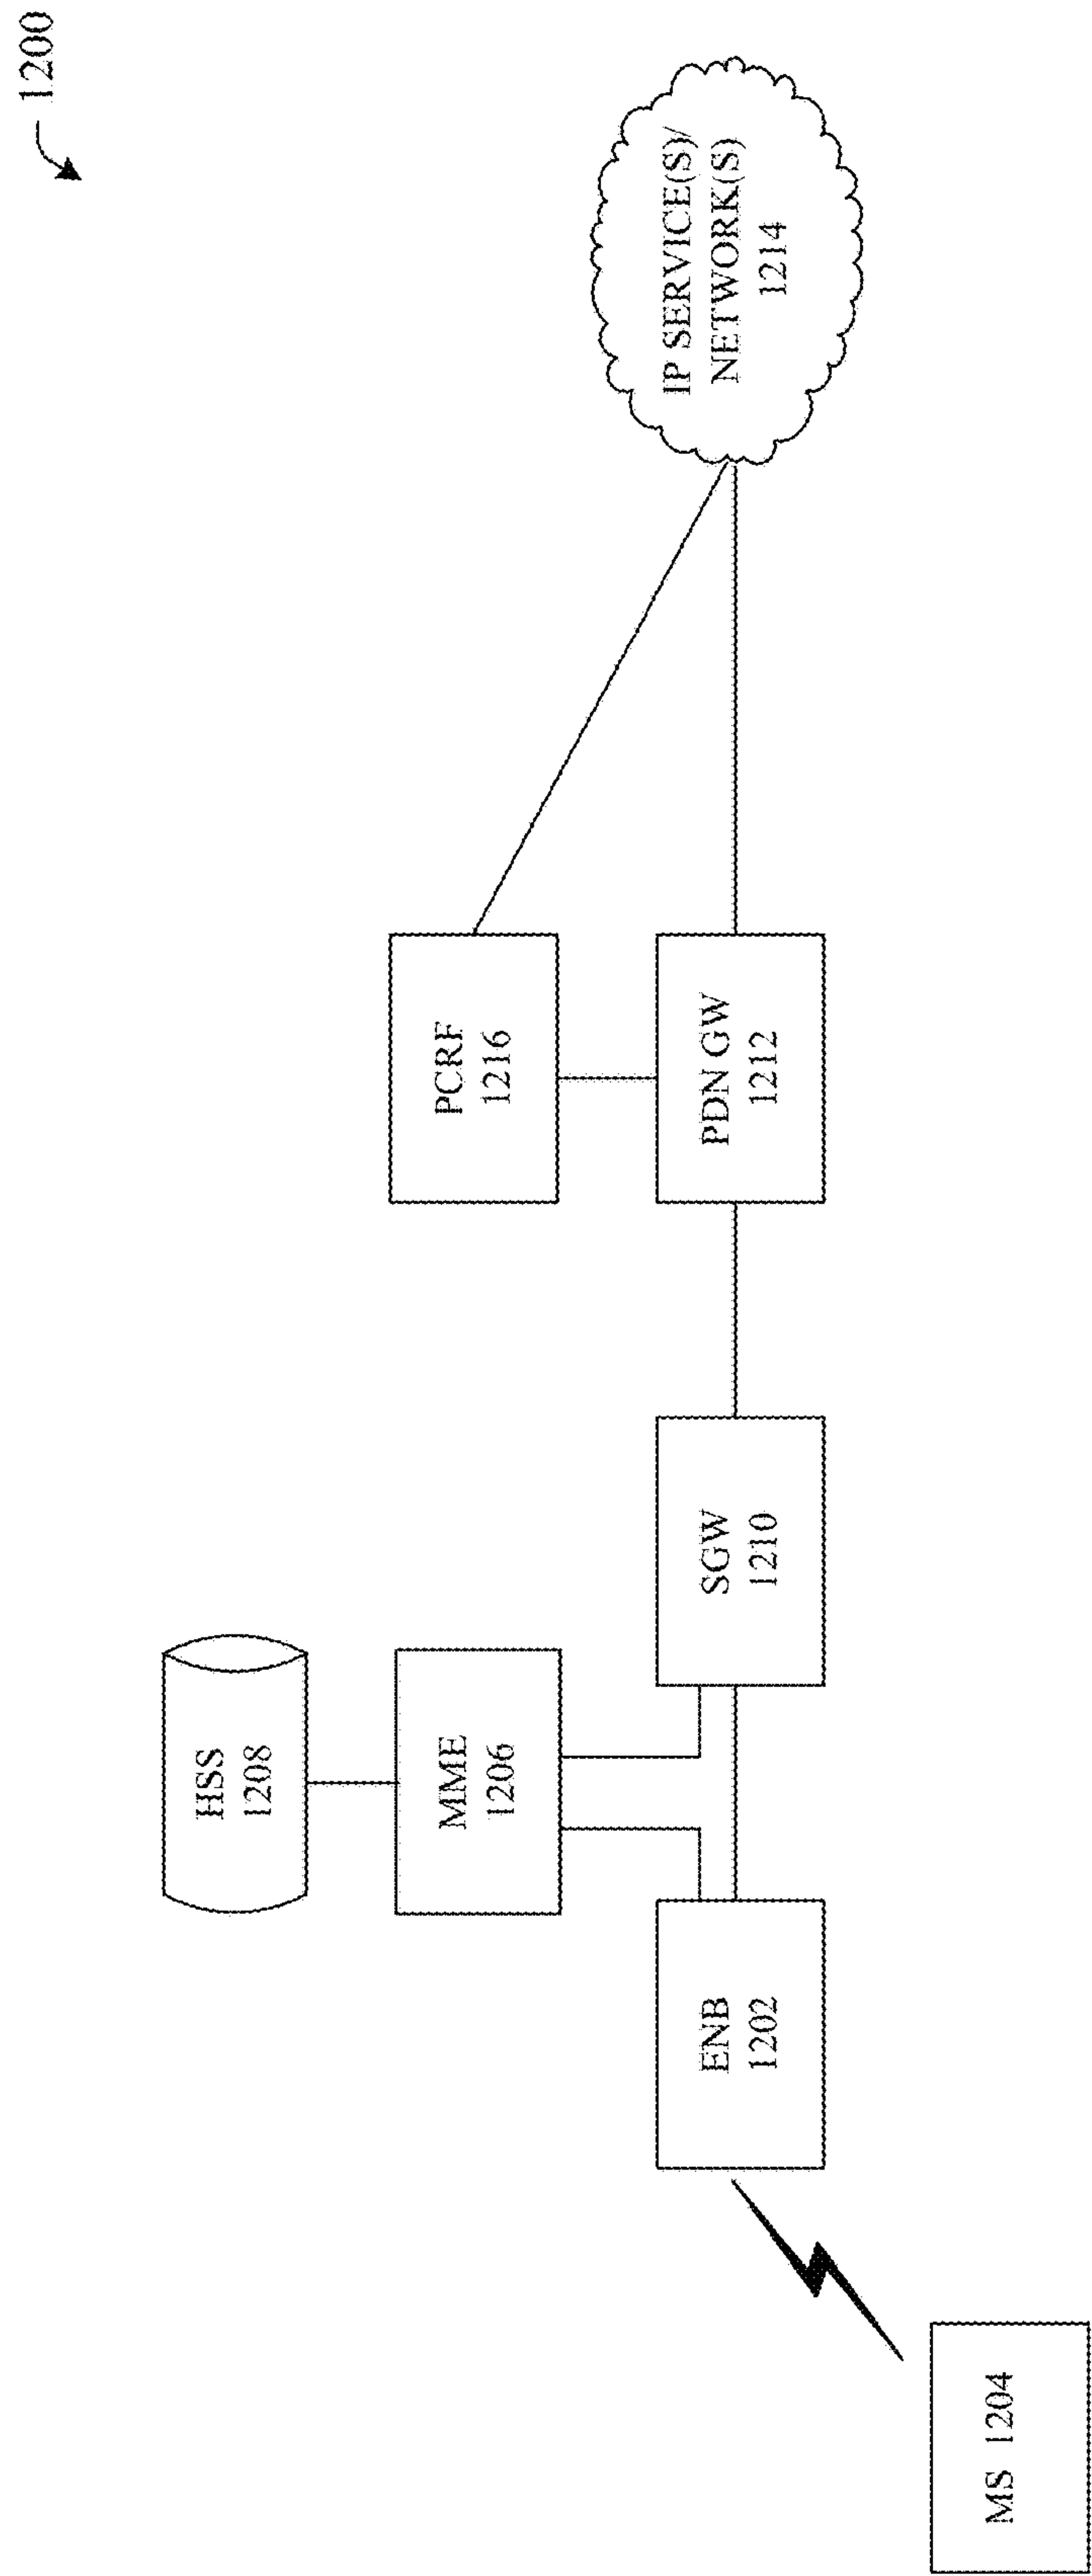 1200
HSS
1208
MME
1206
PCRF
1216
IP SERVICE(S)/
NETWORK(S)
1214
ENB
1202
SGW
1210
PDN GW
1212
MS 1204